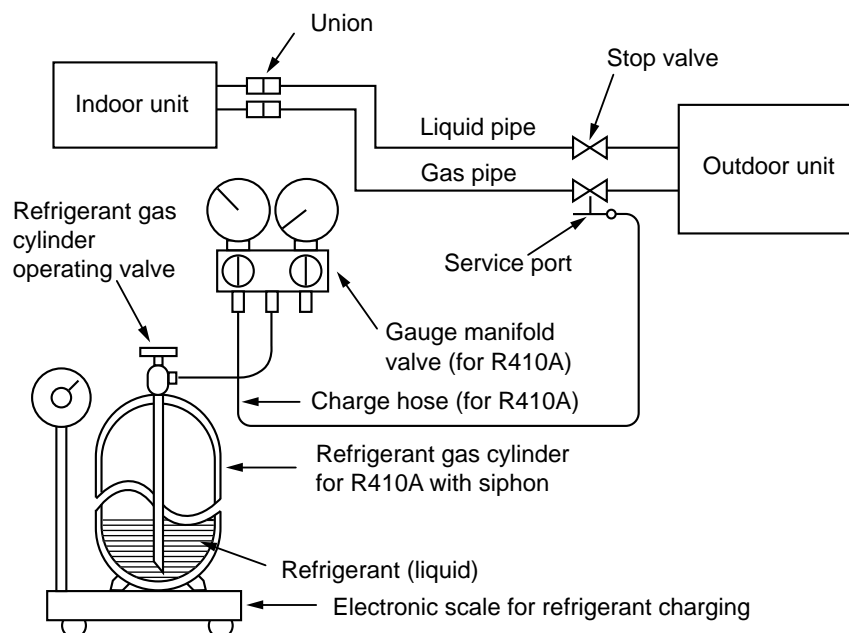 Union
Stop valve
Indoor unit
Liquid pipe
Outdoor unit
Gas pipe
Refrigerant gas
cylinder
operating valve
Service port
Gauge manifold
valve (for R410A)
Charge hose (for R410A)
Refrigerant gas cylinder
for R410A with siphon
Refrigerant (liquid)
Electronic scale for refrigerant charging